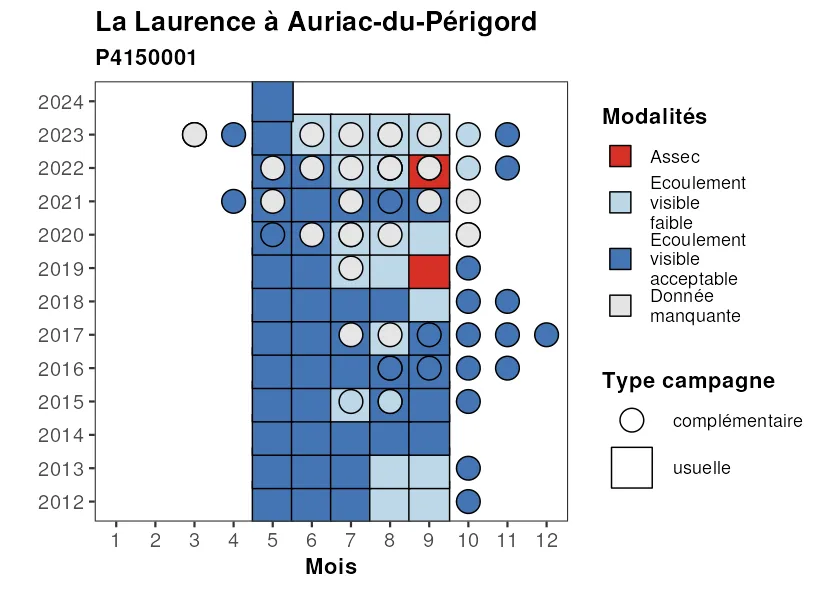 La Laurence à Auriac-du-Périgord
P4150001
2024
2023
2022
2021
2020
2019
2018
2017
2016
2015
2014
2013
2012
1 2 3 4 5 6 7 8 9 10 11 12
Mois
Modalités
Assec
Ecoulement
visible
faible
Ecoulement
visible
acceptable
Donnée
manquante
Type campagne
complémentaire
usuelle